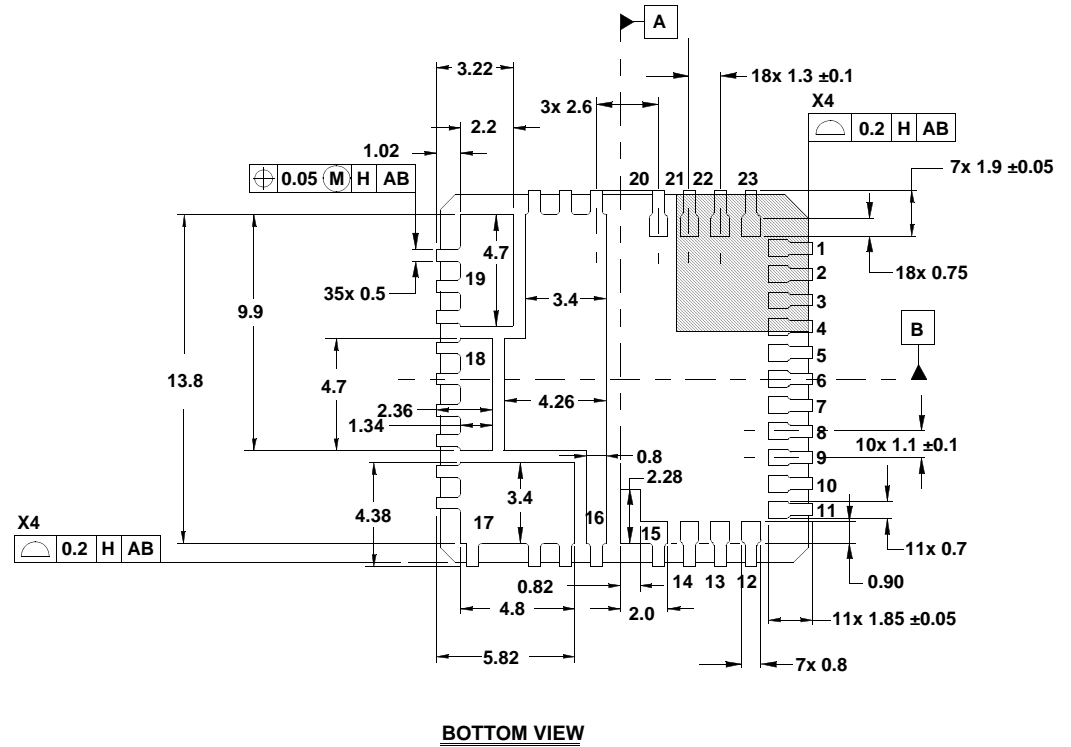 A
3.22
18x 1.3 ±0.1
X4
3x 2.6
2.2
0.2 H AB
1.02
7x 1.9 ±0.05
0.05 M H AB
20 21 22 23
1
4.7
2
18x 0.75
19
35x 0.5
3.4
3
9.9
4
B
18
5
13.8
4.7
6
4.26
2.36
7
1.34
8
10x 1.1 ±0.1
0.8
9
2.28
10
3.4
4.38
16
11
X4
17
15
0.2 H AB
11x 0.7
0.82
14 13 12
0.90
4.8
2.0
11x 1.85 ±0.05
5.82
7x 0.8
BOTTOM VIEW